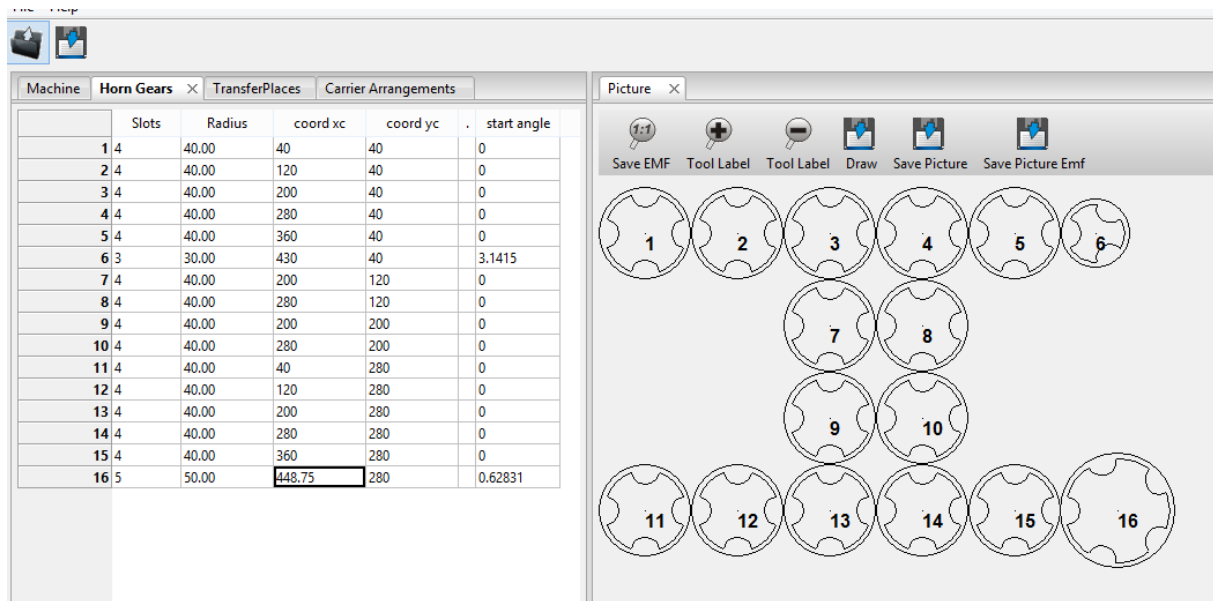 File Help
Machine Horn Gears TransferPlaces Carrier Arrangements
Slots Radius coord xc coord yc . start angle
1 4 40.00 40 40 0
2 4 40.00 120 40 0
3 4 40.00 200 40 0
4 4 40.00 280 40 0
5 4 40.00 360 40 0
6 3 30.00 430 40 3.1415
7 4 40.00 200 120 0
8 4 40.00 280 120 0
9 4 40.00 200 200 0
10 4 40.00 280 200 0
11 4 40.00 40 280 0
12 4 40.00 120 280 0
13 4 40.00 200 280 0
14 4 40.00 280 280 0
15 4 40.00 360 280 0
16 5 50.00 448.75 280 0.62831
Picture
1:1
Save EMF Tool Label Tool Label Draw Save Picture Save Picture Emf
1 2 3 4 5 6
7 8
9 10
11 12 13 14 15 16